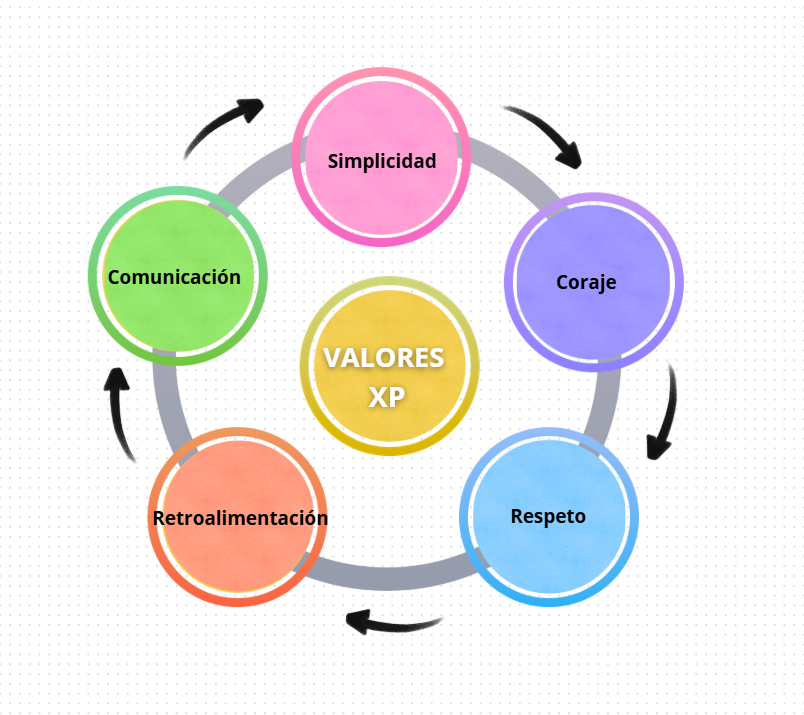 Simplicidad
Comunicación
Coraje
VALORES
XP
Retroalimentación
Respeto